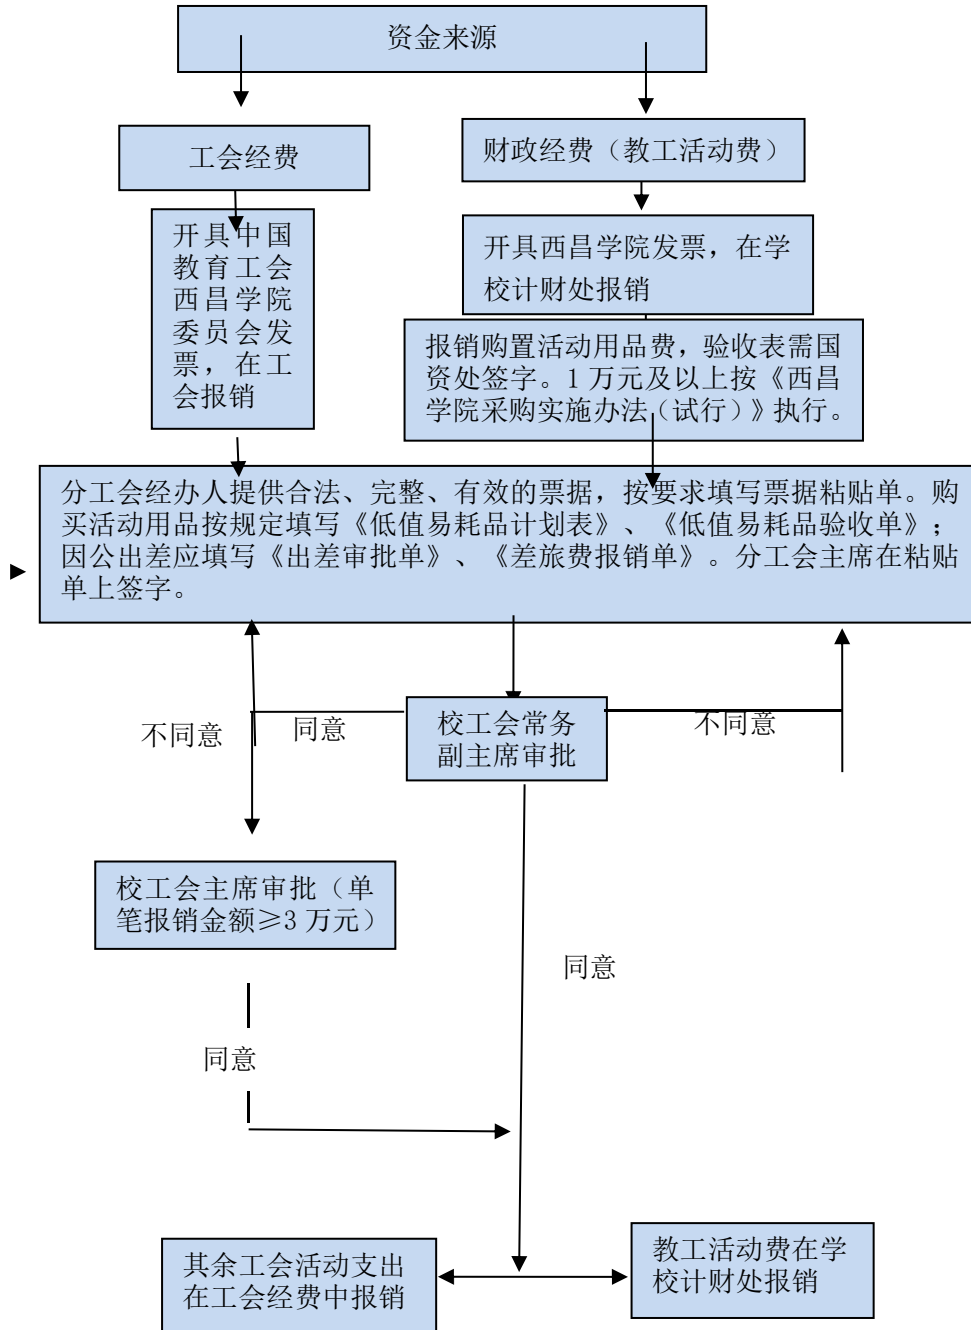 资金来源
工会经费
财政经费（教工活动费）
开具中国
教育工会
西昌学院
委员会发
票，在工
会报销
开具西昌学院发票，在学
校计财处报销
报销购置活动用品费，验收表需国
资处签字。1万元及以上按《西昌
学院采购实施办法（试行）》执行。
分工会经办人提供合法、完整、有效的票据，按要求填写票据粘贴单。购
买活动用品按规定填写《低值易耗品计划表》、《低值易耗品验收单》；
因公出差应填写《出差审批单》、《差旅费报销单》。分工会主席在粘贴
单上签字。
不同意
同意
校工会常务
副主席审批
不同意
校工会主席审批（单
笔报销金额≥3万元）
同意
同意
其余工会活动支出
在工会经费中报销
教工活动费在学
校计财处报销